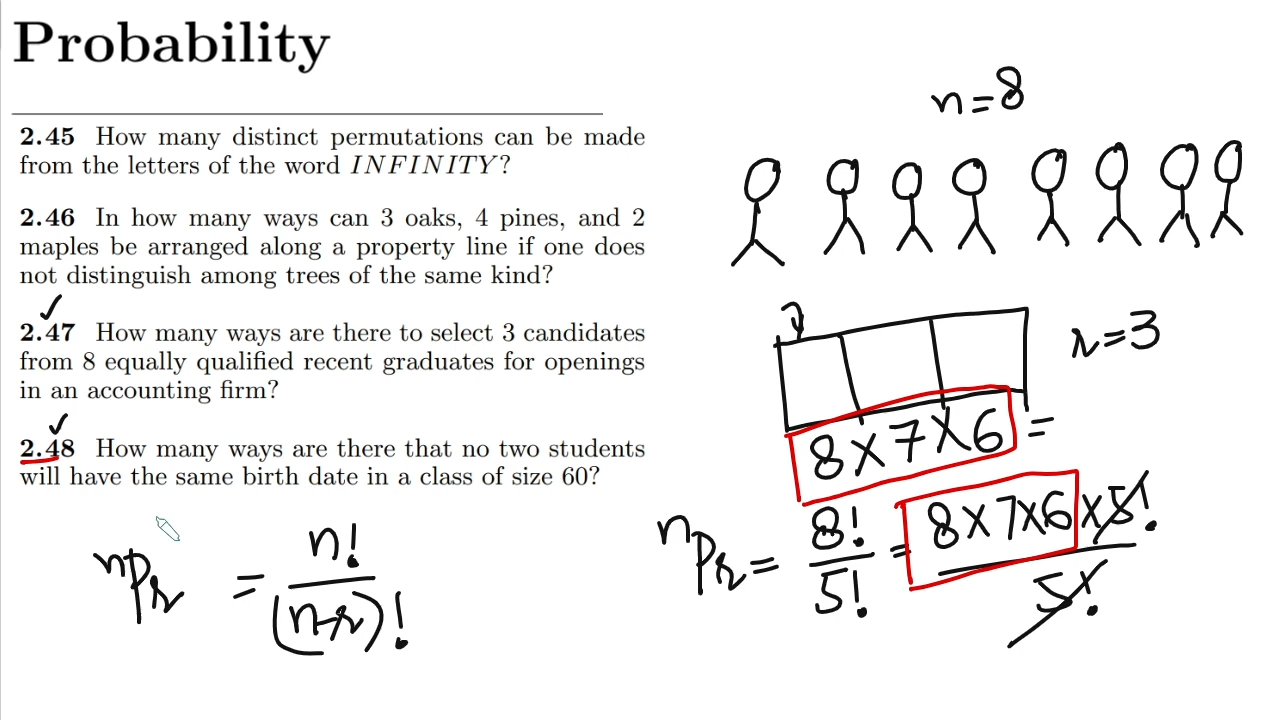 Probability
2.45 How many distinct permutations can be made
from the letters of the word INFINITY?
2.46 In how many ways can 3 oaks, 4 pines, and 2
maples be arranged along a property line if one does
not distinguish among trees of the same kind?
✓
2.47 How many ways are there to select 3 candidates
from 8 equally qualified recent graduates for openings
in an accounting firm?
✓
2.48 How many ways are there that no two students
will have the same birth date in a class of size 60?
nPr = n! / (n-r)!
n=8
r=3
8×7×6 =
nPr = 8! / 5! = 8×7×6×5! / 5!